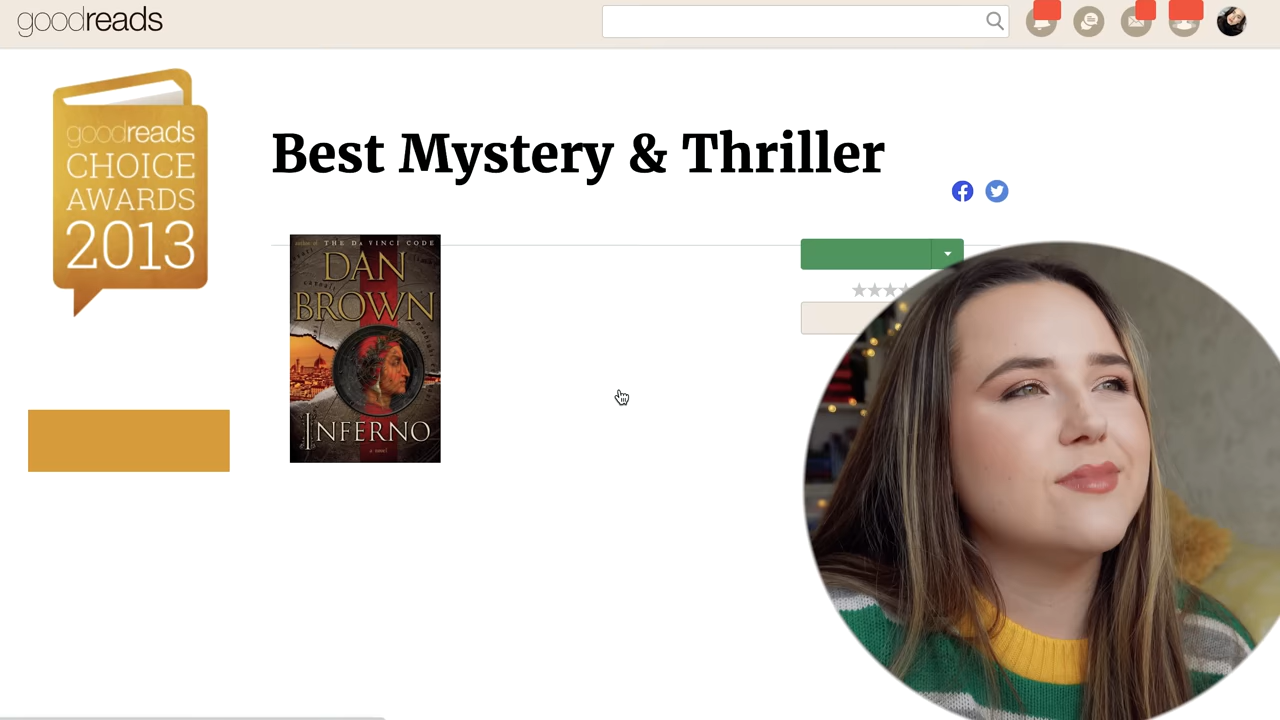 goodreads
goodreads
CHOICE
AWARDS
2013
Best Mystery & Thriller
author of THE DA VINCI CODE
DAN
BROWN
INFERNO
a novel